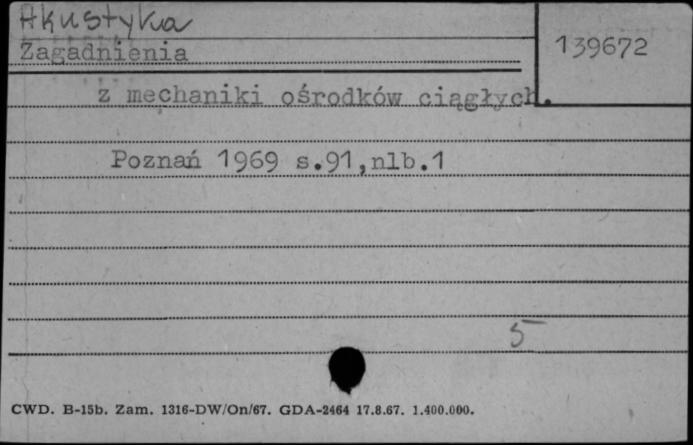 Akustyka
Zagadnienia
139672
z mechaniki ośrodków ciągłych.
Poznań 1969 s.91,nlb.1
5
CWD. B-15b. Zam. 1316-DW/On/67. GDA-2464 17.8.67. 1.400.000.